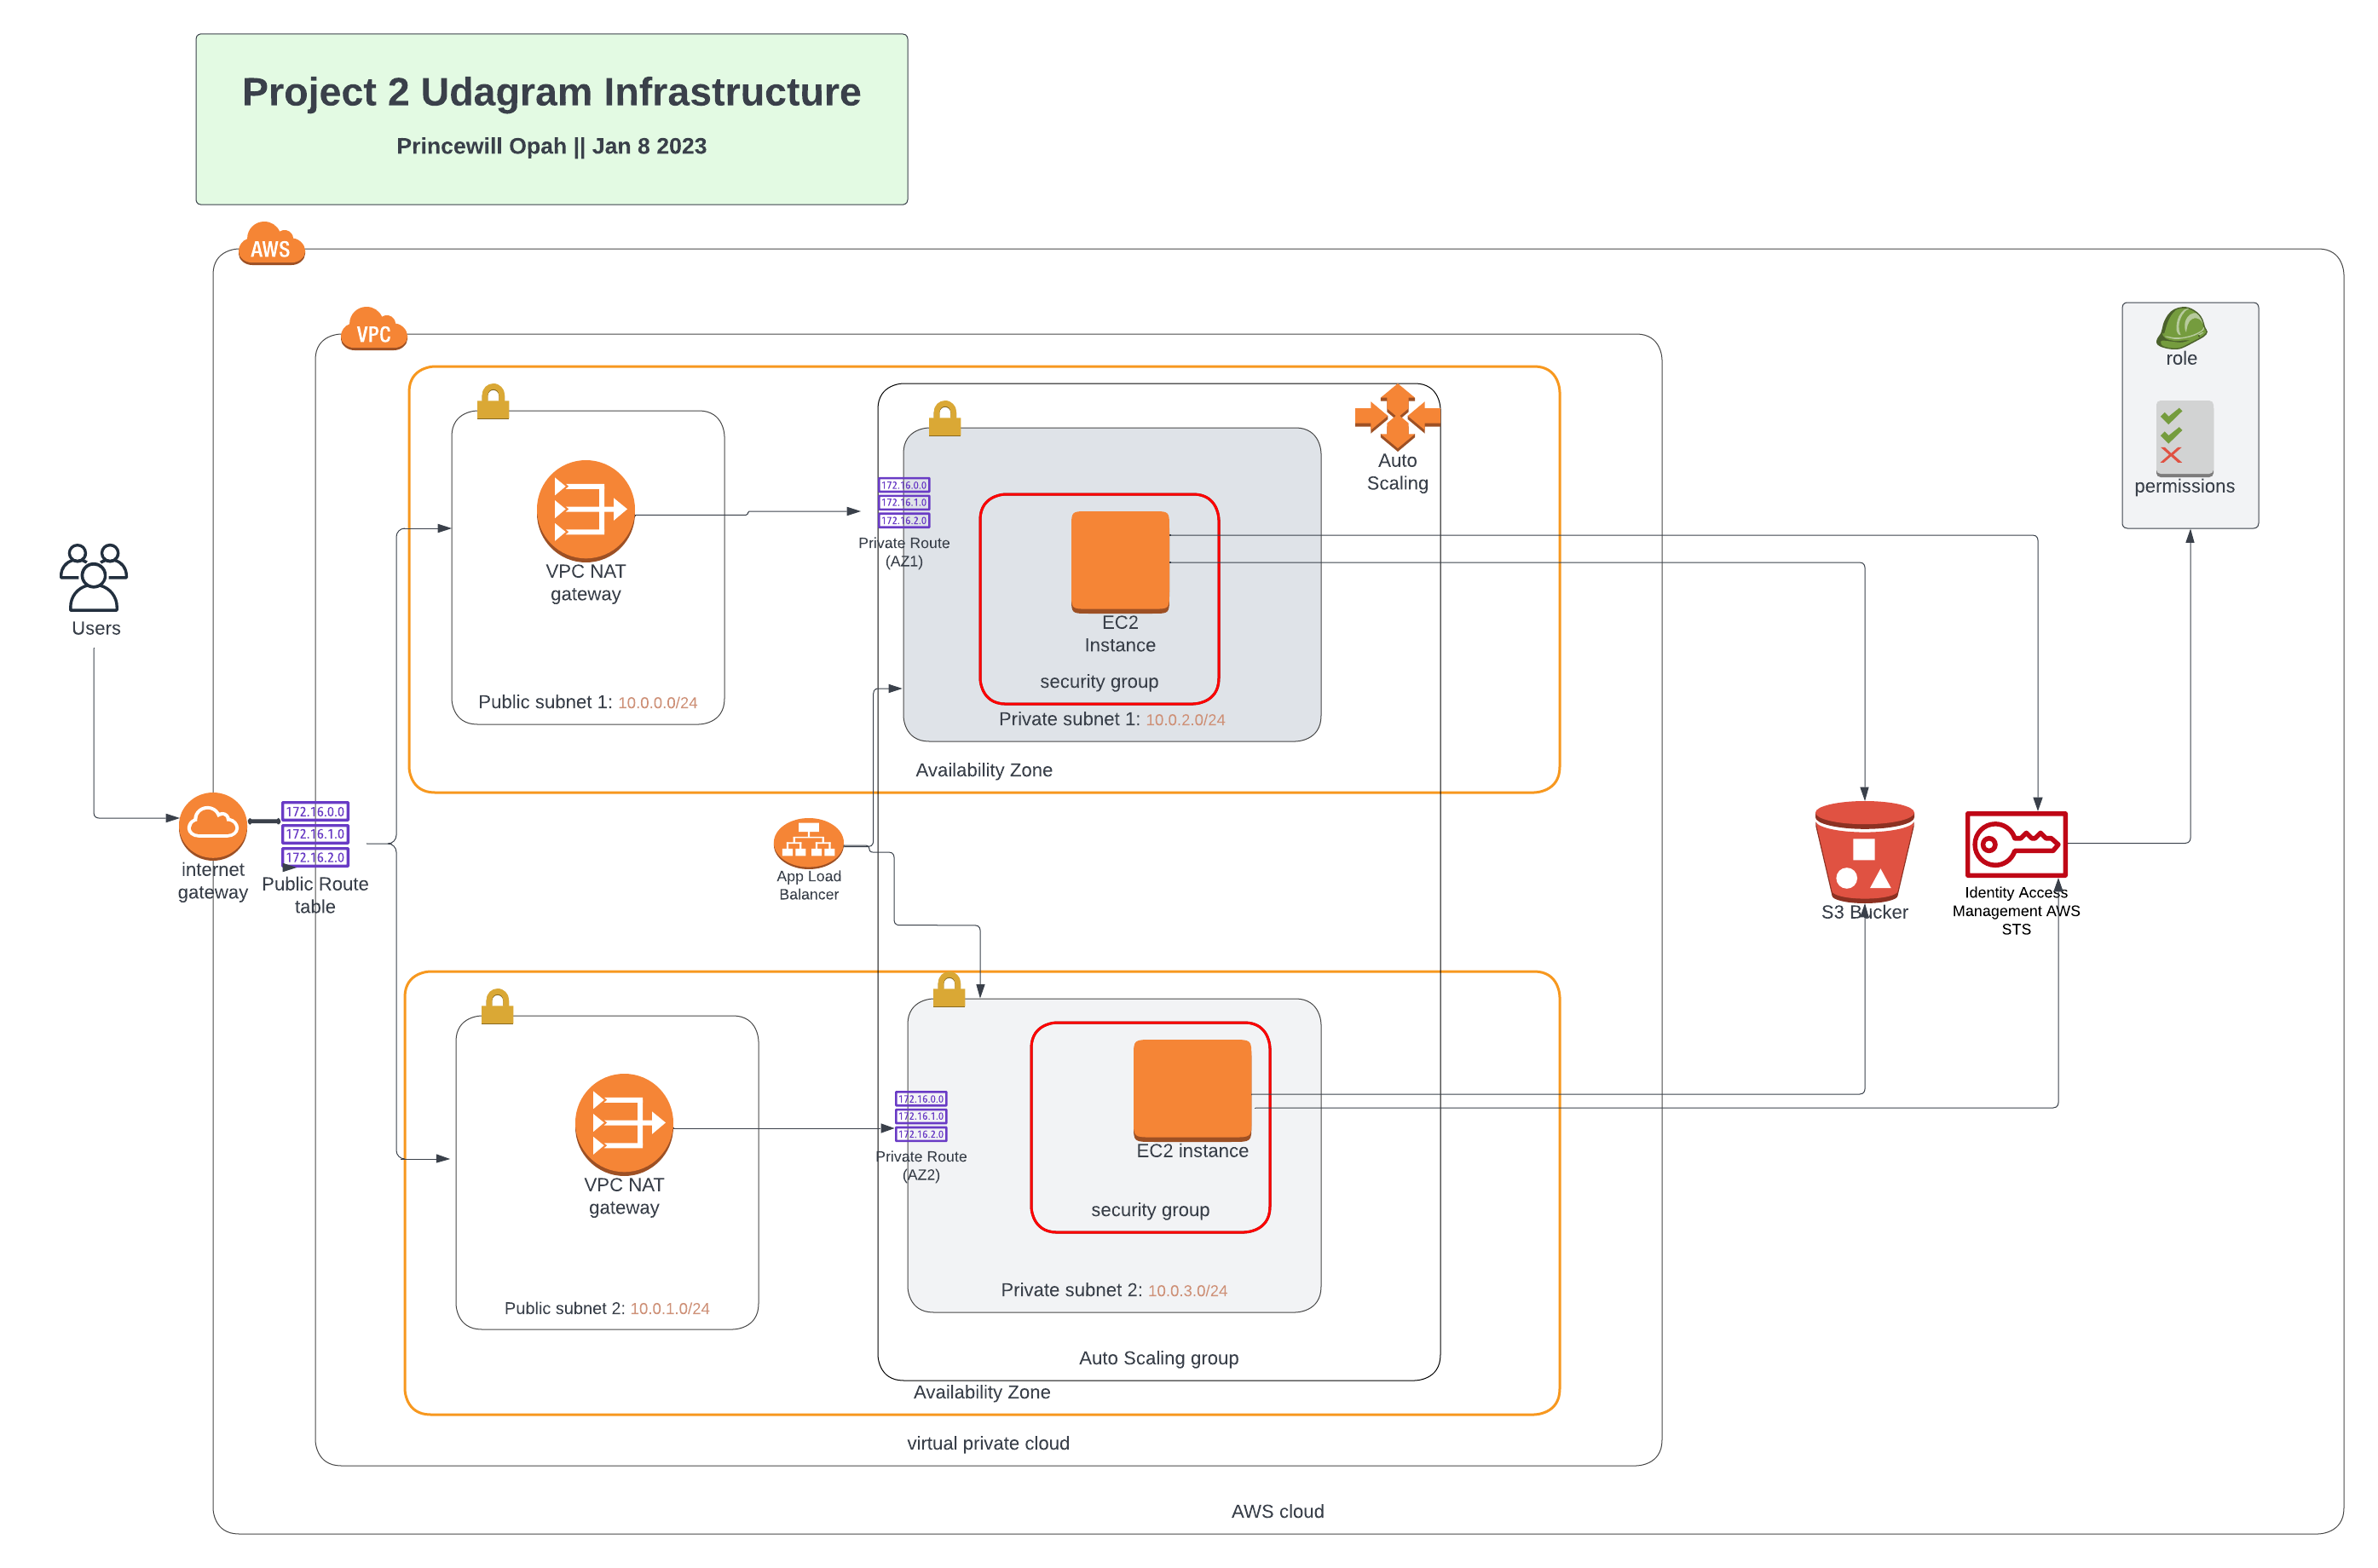 Project 2 Udagram Infrastructure
Princewill Opah || Jan 8 2023
AWS
VPC
role
permissions
Auto
Scaling
172.16.0.0
172.16.1.0
172.16.2.0
Private Route
(AZ1)
VPC NAT
gateway
EC2
Instance
security group
Public subnet 1: 10.0.0.0/24
Private subnet 1: 10.0.2.0/24
Availability Zone
Users
internet
gateway
172.16.0.0
172.16.1.0
172.16.2.0
Public Route
table
App Load
Balancer
S3 Bucker
Identity Access
Management AWS
STS
172.16.0.0
172.16.1.0
172.16.2.0
Private Route
(AZ2)
VPC NAT
gateway
EC2 instance
security group
Public subnet 2: 10.0.1.0/24
Private subnet 2: 10.0.3.0/24
Auto Scaling group
Availability Zone
virtual private cloud
AWS cloud